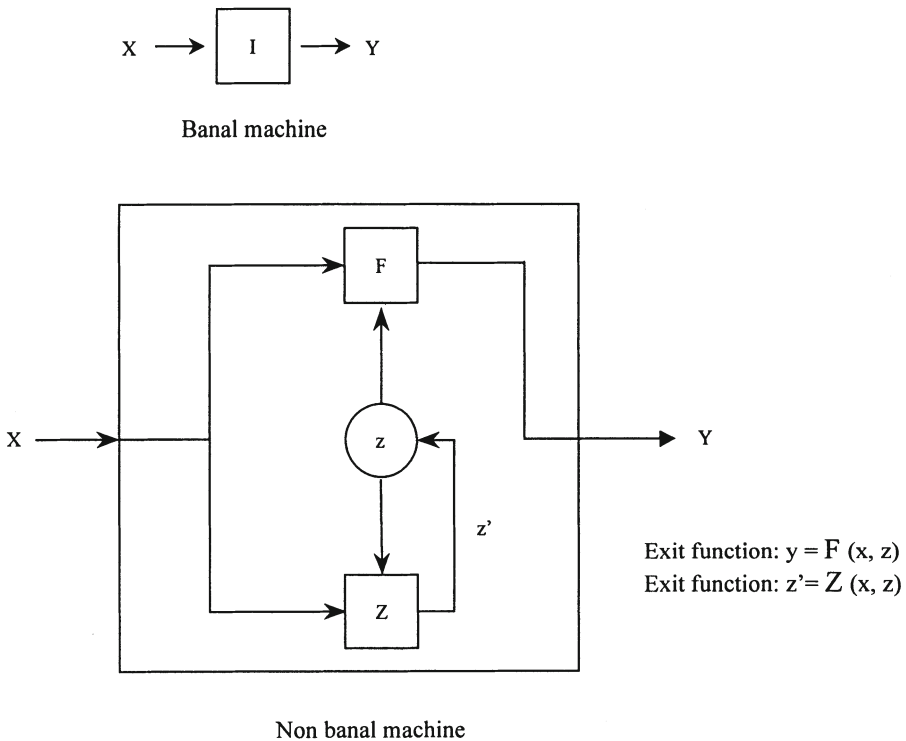 X I Y
Banal machine
F
X z Y
z’
Exit function: y = F (x, z)
Exit function: z’= Z (x, z)
Z
Non banal machine